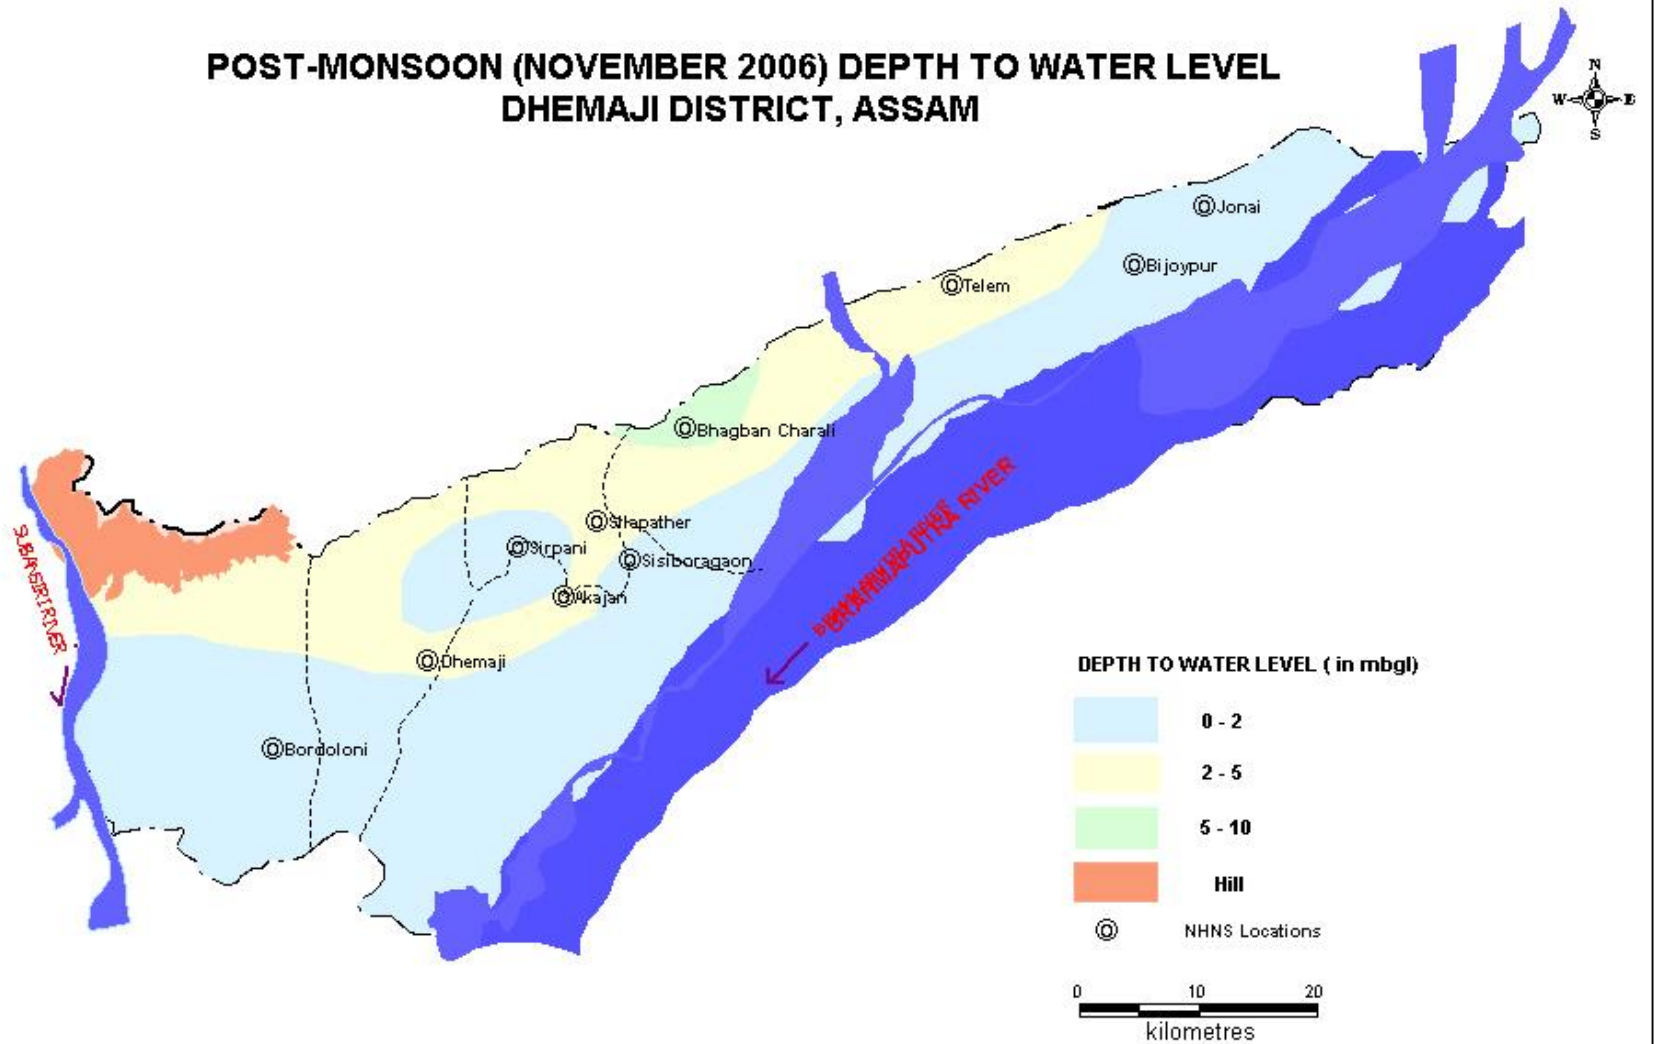 POST-MONSOON (NOVEMBER 2006) DEPTH TO WATER LEVEL
DHEMAJI DISTRICT, ASSAM
N
W
E
S
Jonai
Bijoypur
Telem
Bhagban Charali
Silapather
Sirpani
Sisiboragaon
Akajan
Dhemaji
Bordoloni
SUBANSIRI RIVER
BRAHMAPUTRA RIVER
DEPTH TO WATER LEVEL ( in mbgl)
0 - 2
2 - 5
5 - 10
Hill
NHNS Locations
0 10 20
kilometres